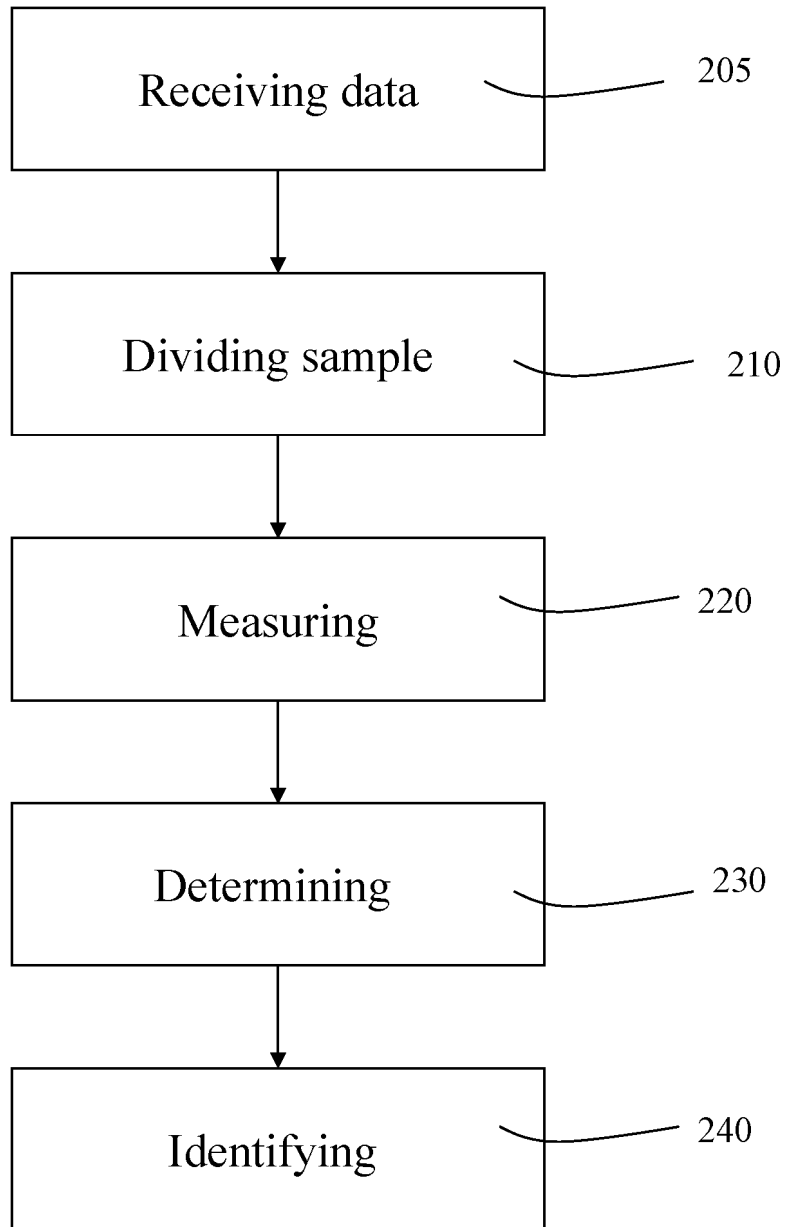 Receiving data
205
Dividing sample
210
Measuring
220
Determining
230
Identifying
240